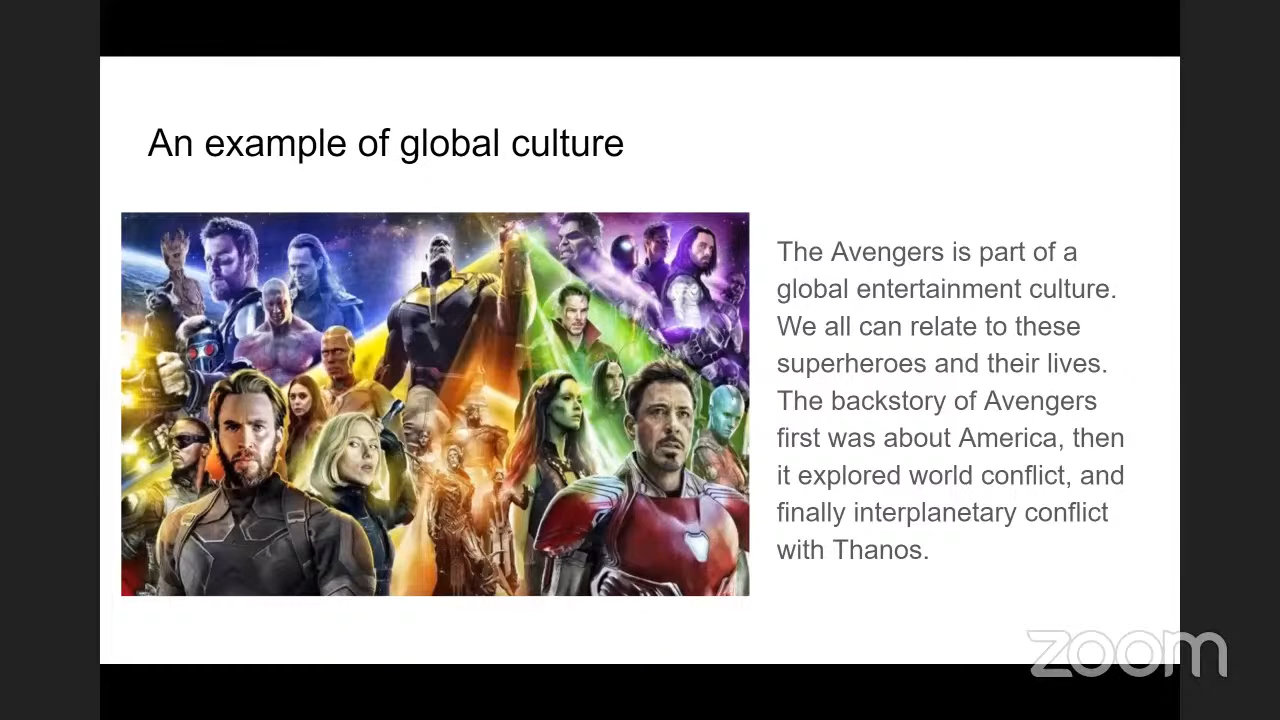 An example of global culture
The Avengers is part of a
global entertainment culture.
We all can relate to these
superheroes and their lives.
The backstory of Avengers
first was about America, then
it explored world conflict, and
finally interplanetary conflict
with Thanos.
zoom